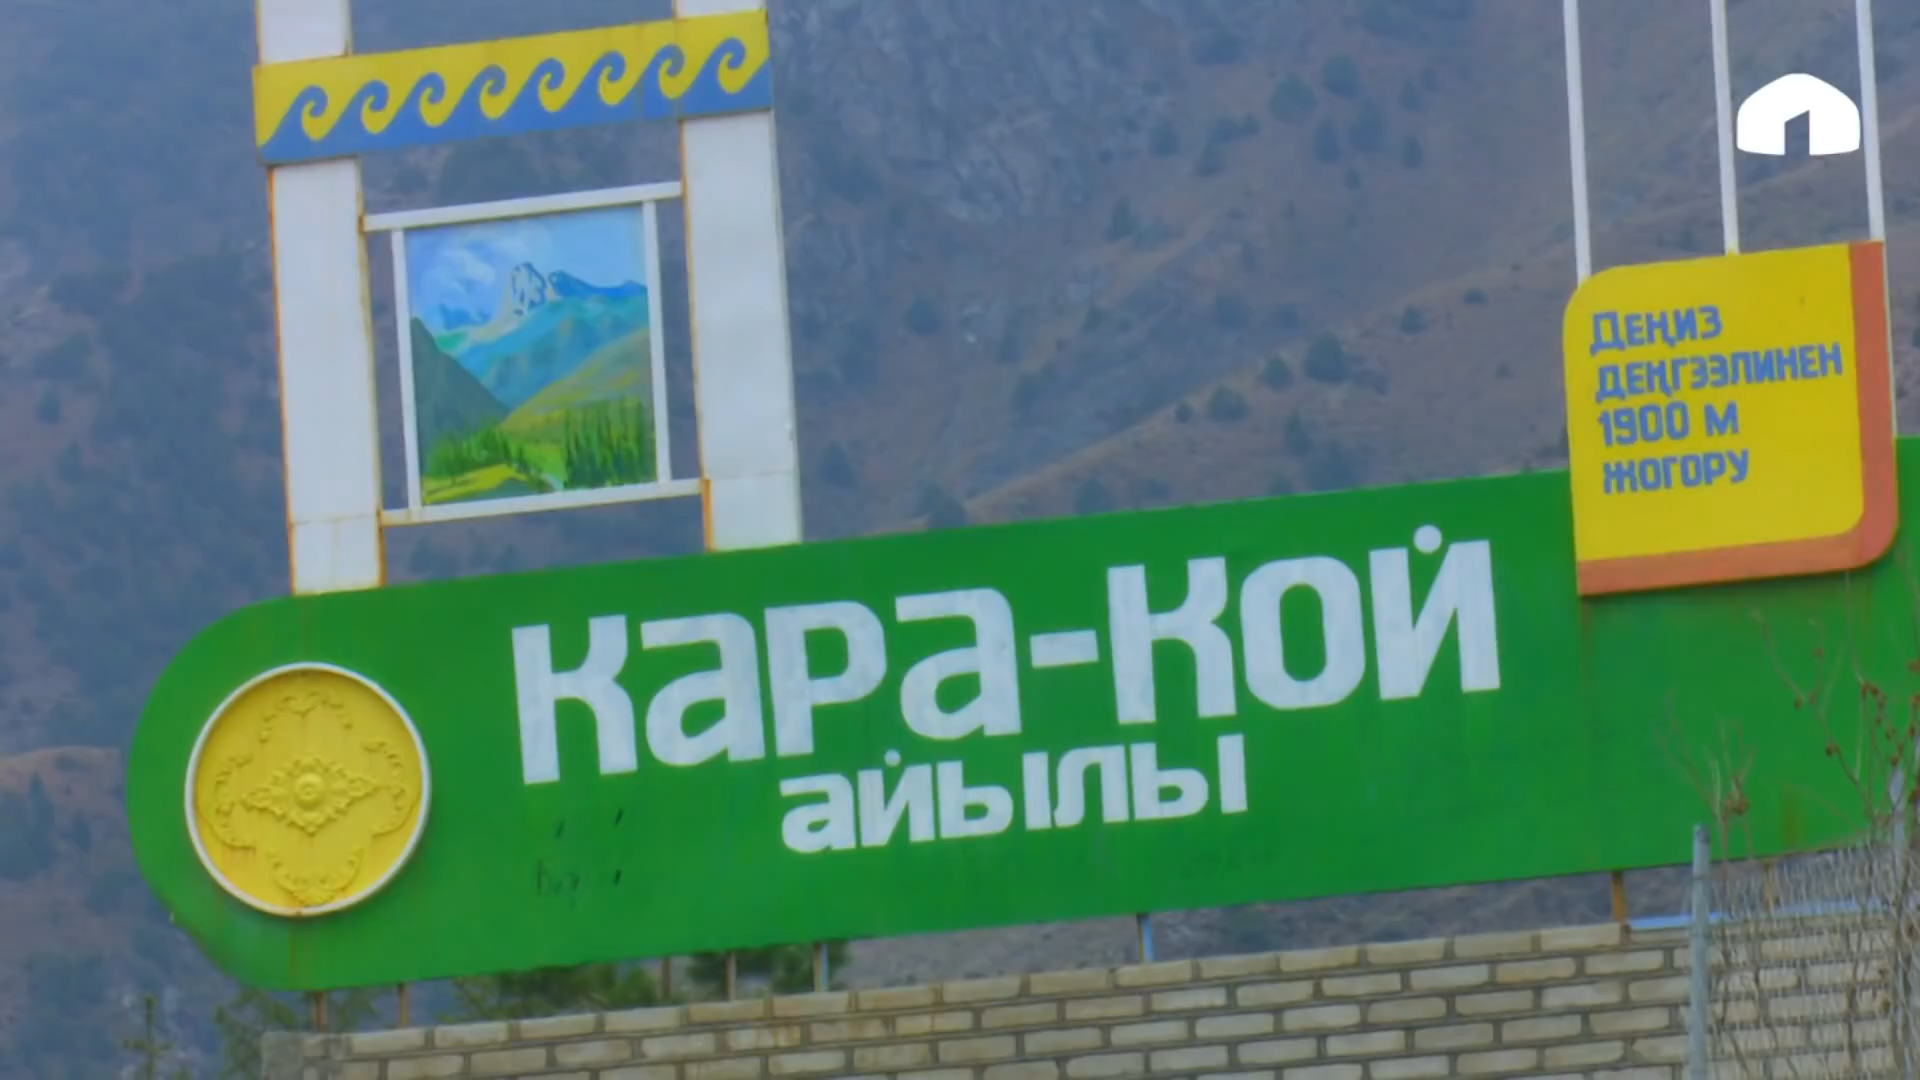 Кара-Кой
айылы
Деңиз
деңгээлинен
1900 м
жогору